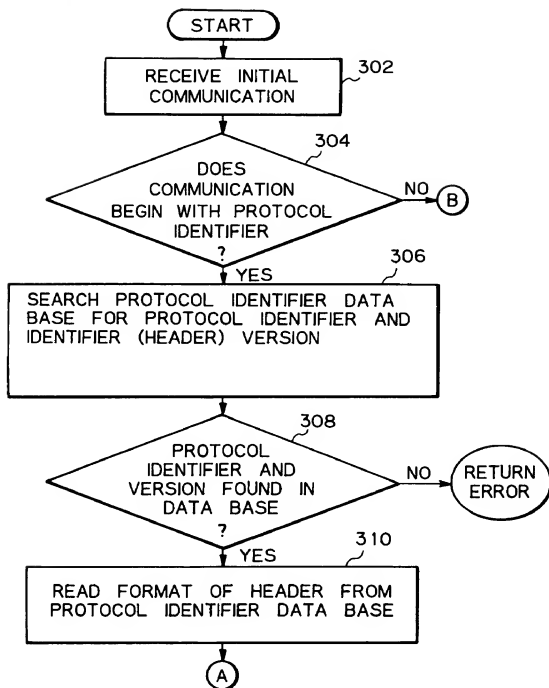 START
302
RECEIVE INITIAL
COMMUNICATION
304
DOES
COMMUNICATION
BEGIN WITH PROTOCOL
IDENTIFIER
?
NO
B
YES
306
SEARCH PROTOCOL IDENTIFIER DATA
BASE FOR PROTOCOL IDENTIFIER AND
IDENTIFIER (HEADER) VERSION
308
PROTOCOL
IDENTIFIER AND
VERSION FOUND IN
DATA BASE
?
NO
RETURN
ERROR
YES
310
READ FORMAT OF HEADER FROM
PROTOCOL IDENTIFIER DATA BASE
A